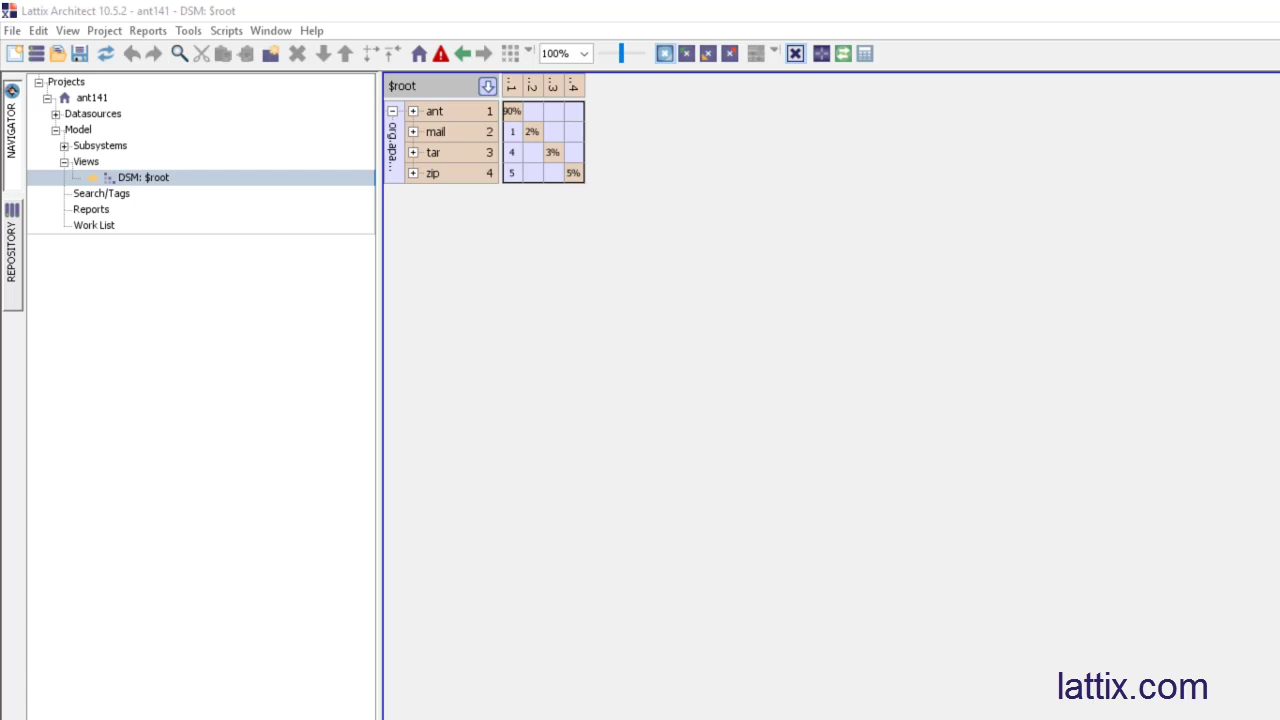 Lattix Architect 10.5.2 - ant141 - DSM: $root
File Edit View Project Reports Tools Scripts Window Help
100%
NAVIGATOR
REPOSITORY
Projects
ant141
Datasources
Model
Subsystems
Views
DSM: $root
Search/Tags
Reports
Work List
$root
..1 ..2 ..3 ..4
org.apa...
ant 1 90%
mail 2 1 2%
tar 3 4 3%
zip 4 5 5%
lattix.com